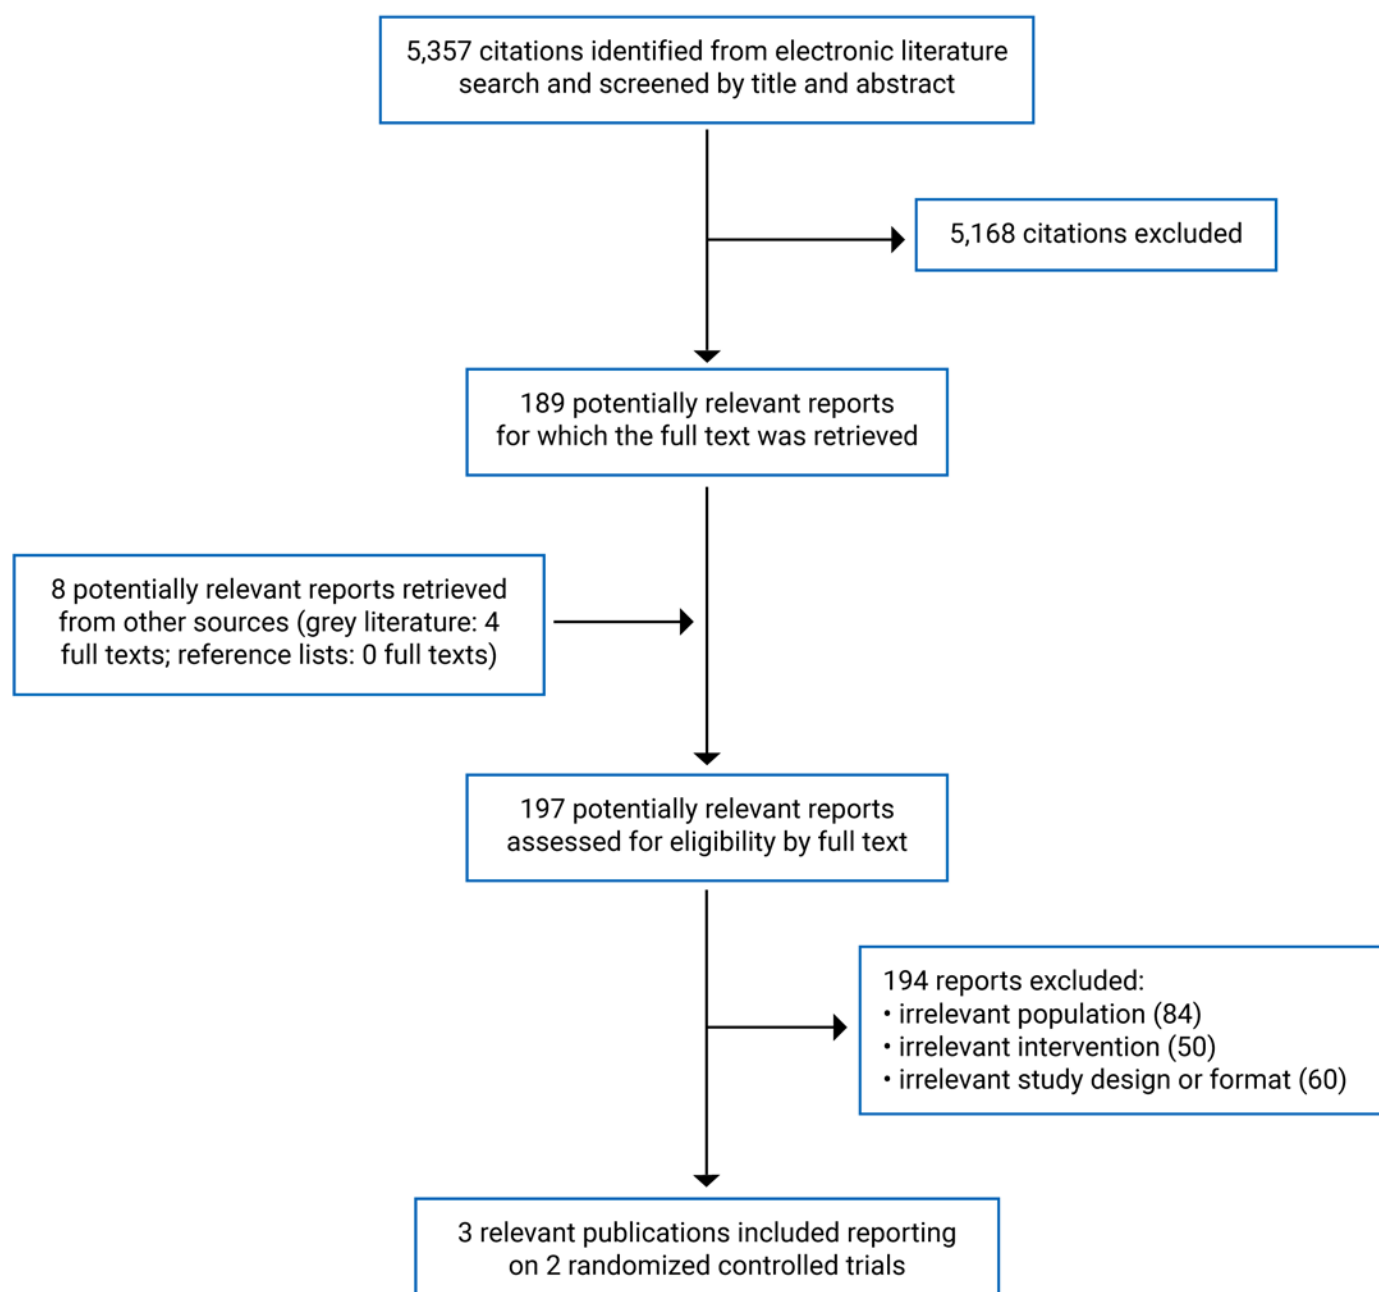 5,357 citations identified from electronic literature
search and screened by title and abstract
5,168 citations excluded
189 potentially relevant reports
for which the full text was retrieved
8 potentially relevant reports retrieved
from other sources (grey literature: 4
full texts; reference lists: 0 full texts)
197 potentially relevant reports
assessed for eligibility by full text
194 reports excluded:
• irrelevant population (84)
• irrelevant intervention (50)
• irrelevant study design or format (60)
3 relevant publications included reporting
on 2 randomized controlled trials